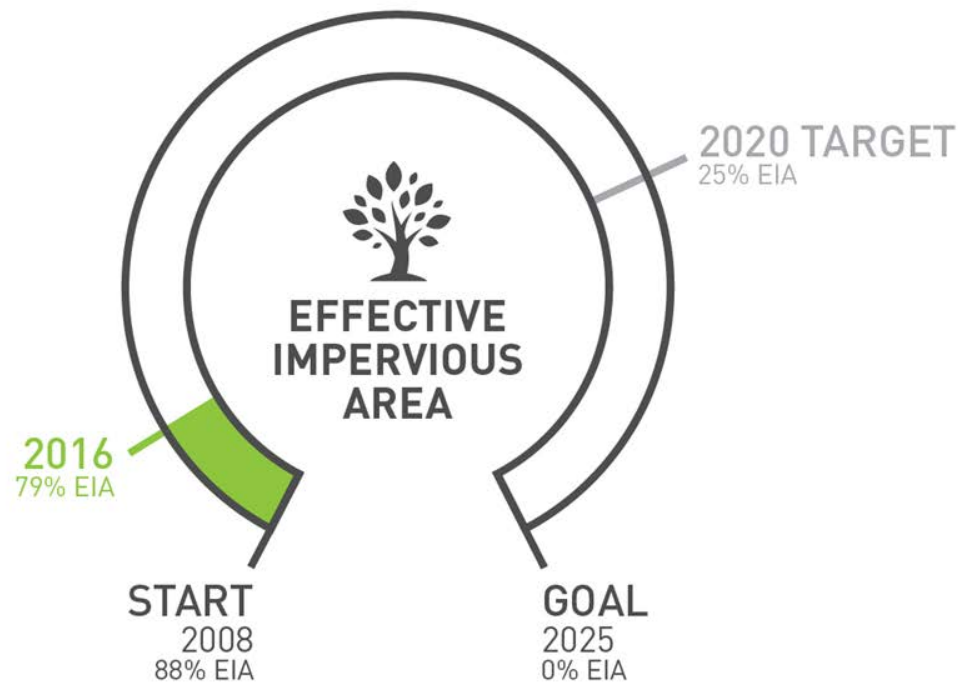 2020 TARGET
25% EIA
EFFECTIVE
IMPERVIOUS
AREA
2016
79% EIA
START
2008
88% EIA
GOAL
2025
0% EIA